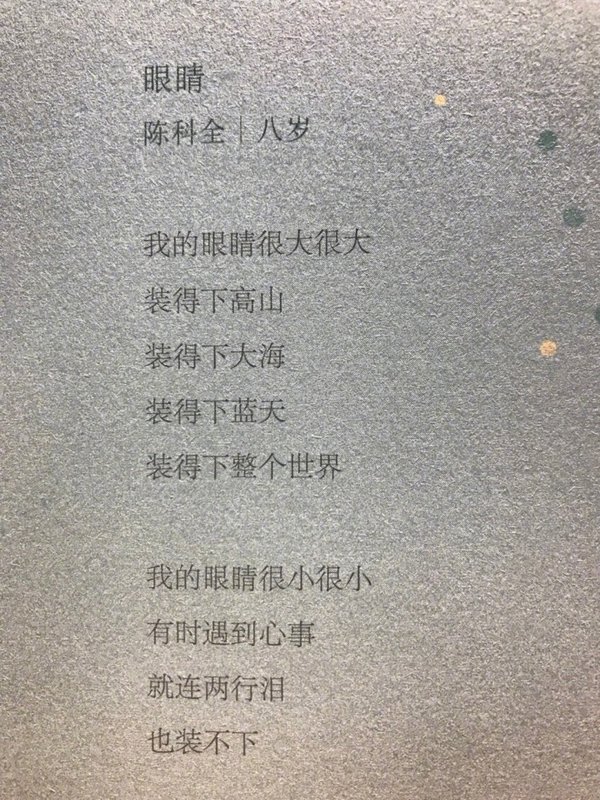 眼睛
陈科全｜八岁
我的眼睛很大很大
装得下高山
装得下大海
装得下蓝天
装得下整个世界
我的眼睛很小很小
有时遇到心事
就连两行泪
也装不下